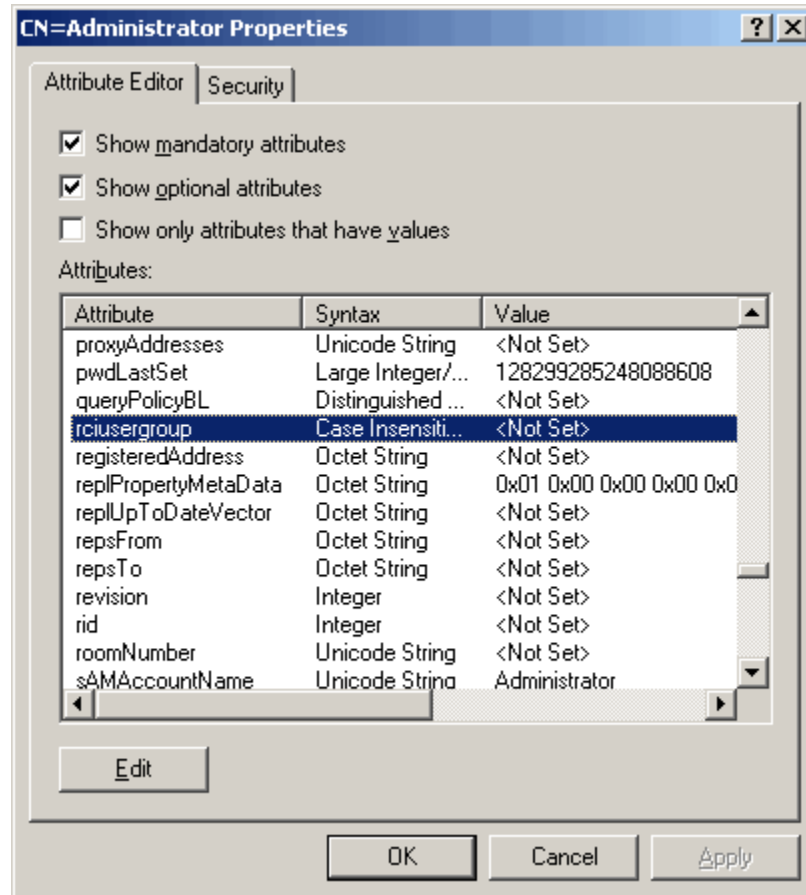 CN=Administrator Properties
Attribute Editor Security
Show mandatory attributes
Show optional attributes
Show only attributes that have values
Attributes:
Attribute Syntax Value
proxyAddresses Unicode String <Not Set>
pwdLastSet Large Integer/... 128299285248088608
queryPolicyBL Distinguished ... <Not Set>
rciusergroup Case Insensiti... <Not Set>
registeredAddress Octet String <Not Set>
replPropertyMetaData Octet String 0x01 0x00 0x00 0x00 0x0
replUpToDateVector Octet String <Not Set>
repsFrom Octet String <Not Set>
repsTo Octet String <Not Set>
revision Integer <Not Set>
rid Integer <Not Set>
roomNumber Unicode String <Not Set>
sAMAccountName Unicode String Administrator
Edit
OK Cancel Apply